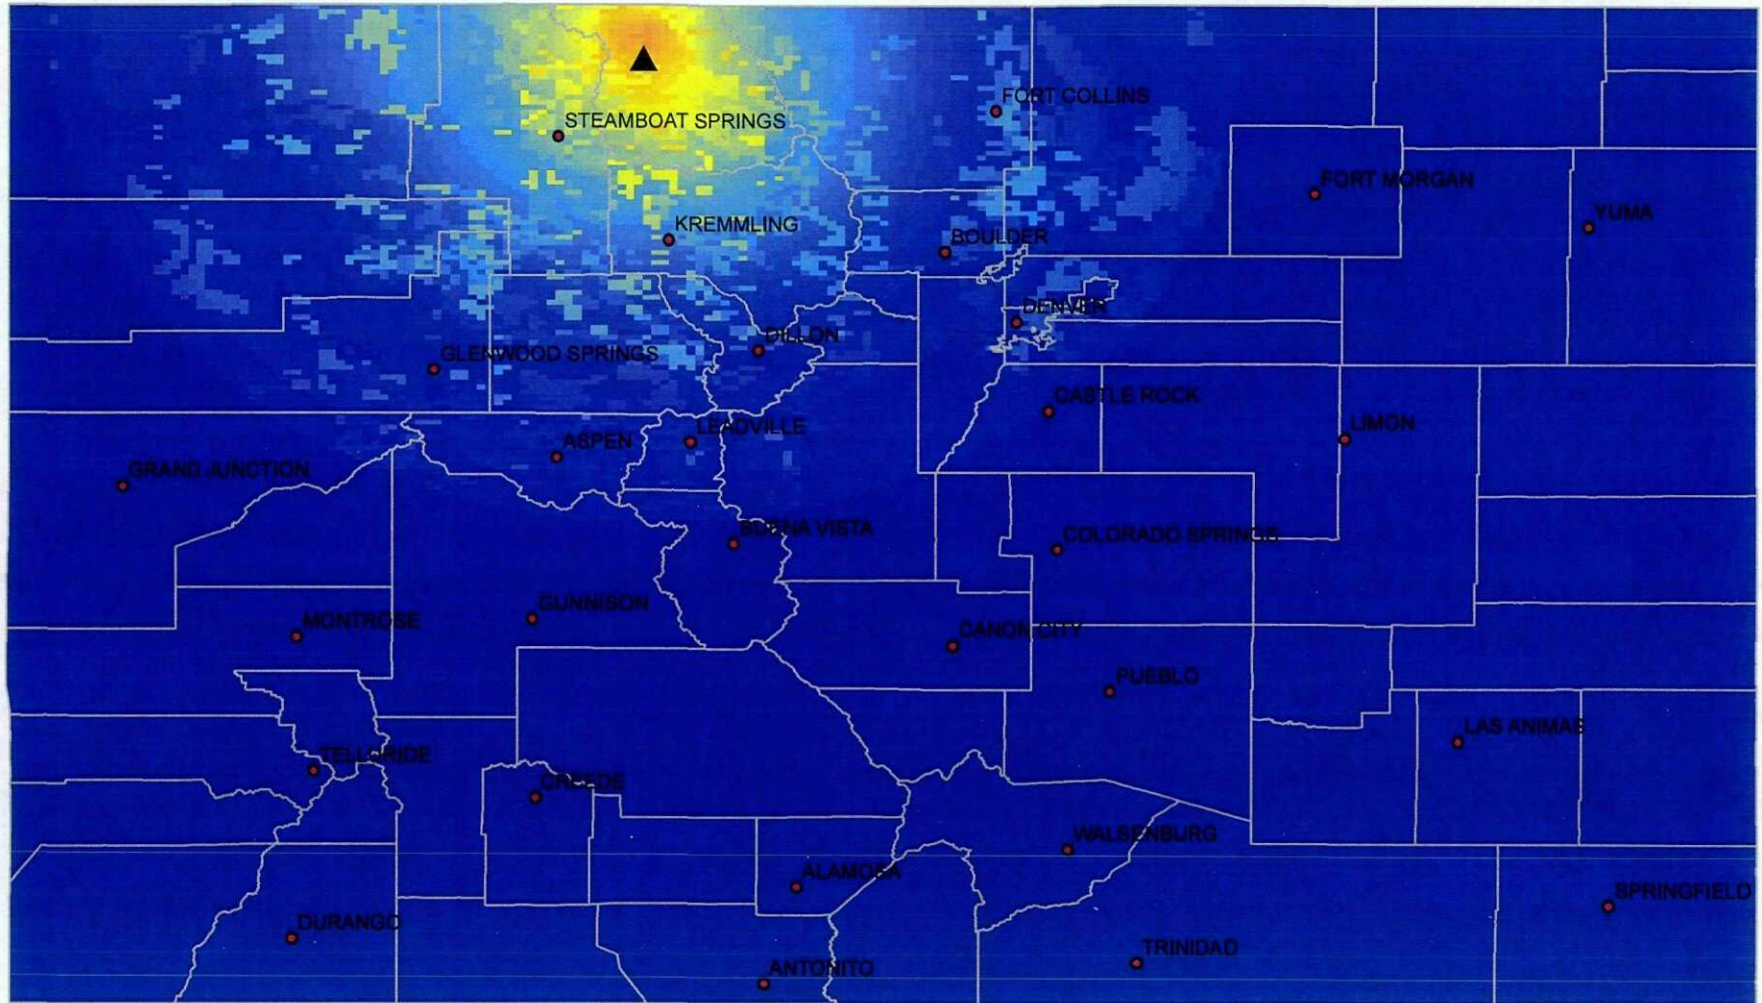 FORT COLLINS
STEAMBOAT SPRINGS
FORT MORGAN
YUMA
KREMMLING
BOULDER
DENVER
DILLON
GLENWOOD SPRINGS
CASTLE ROCK
LIMON
LEADVILLE
ASPEN
GRAND JUNCTION
BUENA VISTA
COLORADO SPRINGS
GUNNISON
MONTROSE
CANON CITY
PUEBLO
LAS ANIMAS
TELLURIDE
CREEDE
WALSENBURG
ALAMOSA
SPRINGFIELD
DURANGO
TRINIDAD
ANTONITO